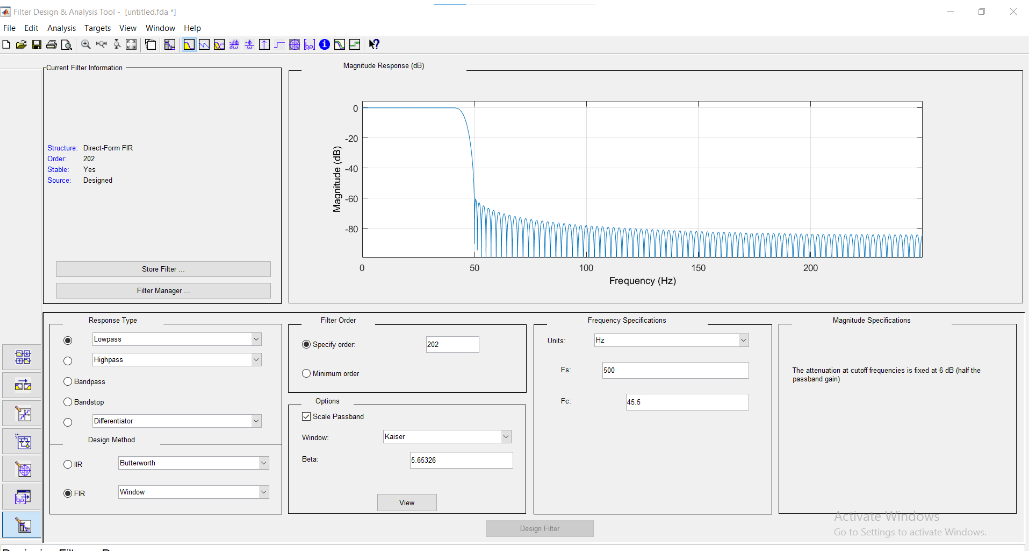 Filter Design & Analysis Tool - [untitled.fda *]
File Edit Analysis Targets View Window Help
Current Filter Information
Structure: Direct-Form FIR
Order: 202
Stable: Yes
Source: Designed
Store Filter ...
Filter Manager ...
Magnitude Response (dB)
Magnitude (dB)
0
-20
-40
-60
-80
0 50 100 150 200
Frequency (Hz)
Response Type
Lowpass
Highpass
Bandpass
Bandstop
Differentiator
Design Method
IIR Butterworth
FIR Window
Filter Order
Specify order: 202
Minimum order
Options
Scale Passband
Window: Kaiser
Beta: 5.65326
View
Frequency Specifications
Units: Hz
Fs: 500
Fc: 45.5
Magnitude Specifications
The attenuation at cutoff frequencies is fixed at 6 dB (half the
passband gain)
Design Filter
Activate Windows
Go to Settings to activate Windows.